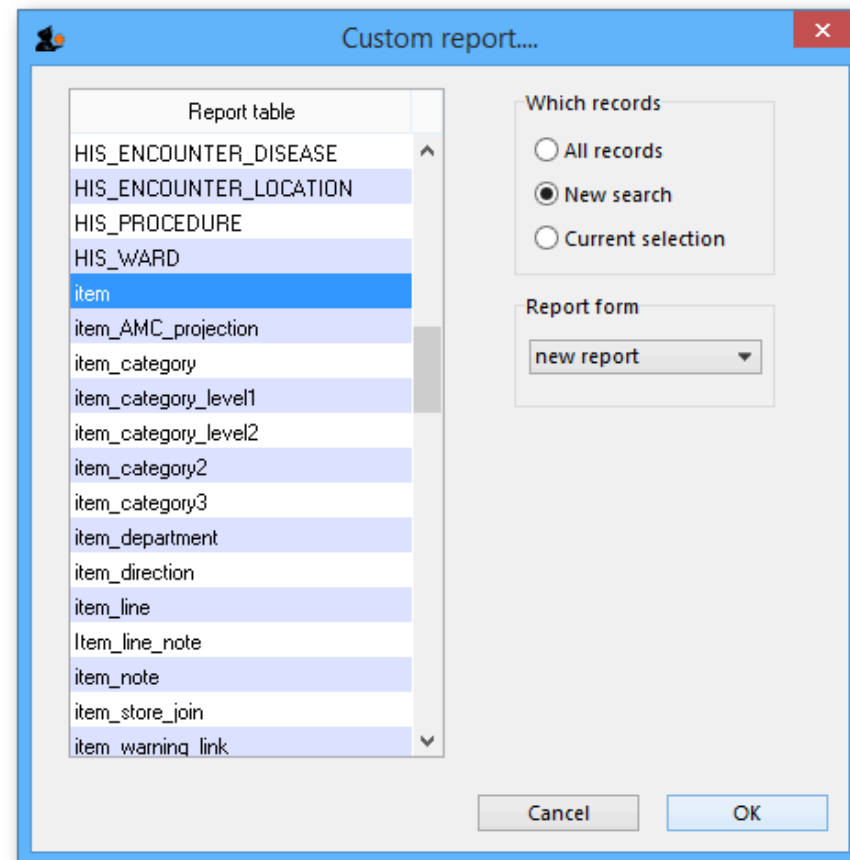 Custom report....
Report table
HIS_ENCOUNTER_DISEASE
HIS_ENCOUNTER_LOCATION
HIS_PROCEDURE
HIS_WARD
item
item_AMC_projection
item_category
item_category_level1
item_category_level2
item_category2
item_category3
item_department
item_direction
item_line
Item_line_note
item_note
item_store_join
item_warning_link
Which records
All records
New search
Current selection
Report form
new report
Cancel
OK